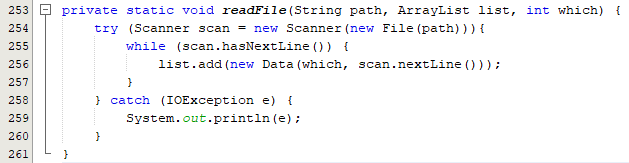 253 private static void readFile(String path, ArrayList list, int which) {
254 try (Scanner scan = new Scanner(new File(path))){
255 while (scan.hasNextLine()) {
256 list.add(new Data(which, scan.nextLine()));
257 }
258 } catch (IOException e) {
259 System.out.println(e);
260 }
261 }